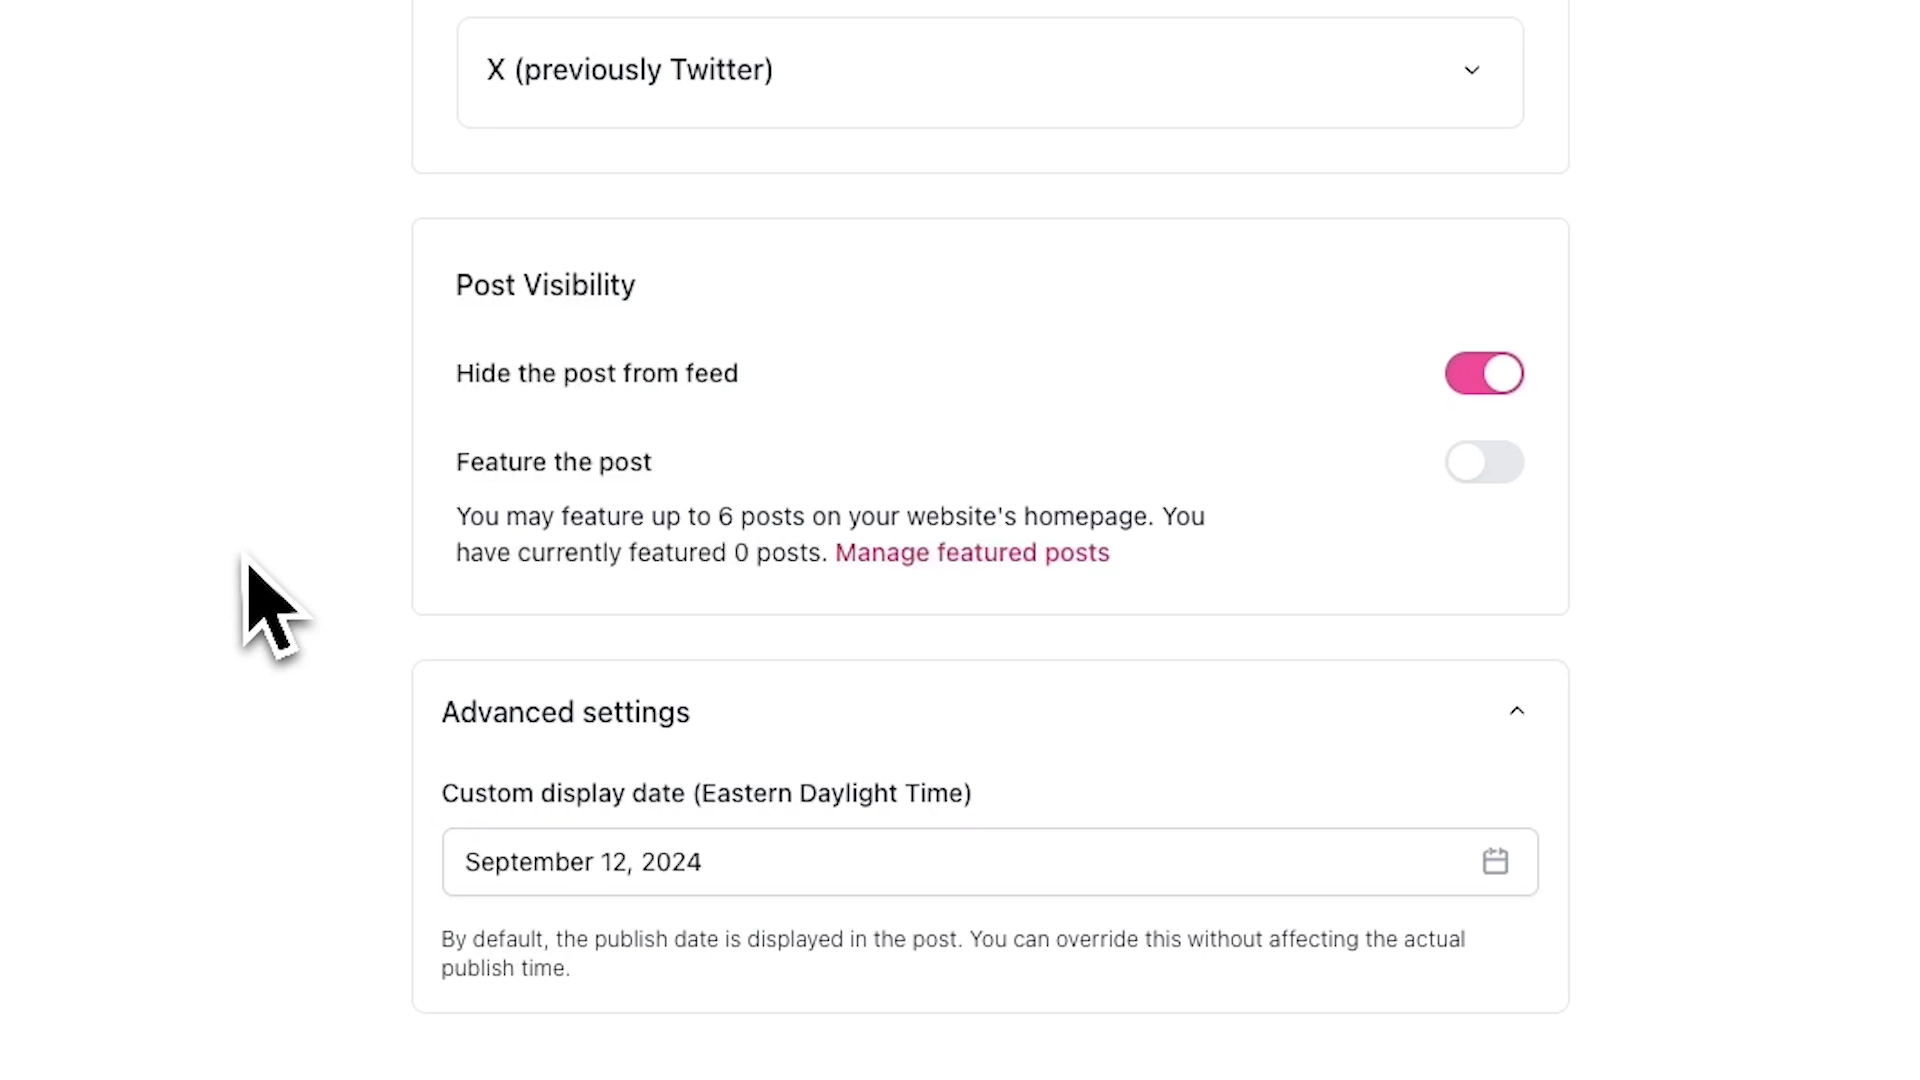 X (previously Twitter)
Post Visibility
Hide the post from feed
Feature the post
You may feature up to 6 posts on your website's homepage. You
have currently featured 0 posts. Manage featured posts
Advanced settings
Custom display date (Eastern Daylight Time)
September 12, 2024
By default, the publish date is displayed in the post. You can override this without affecting the actual
publish time.